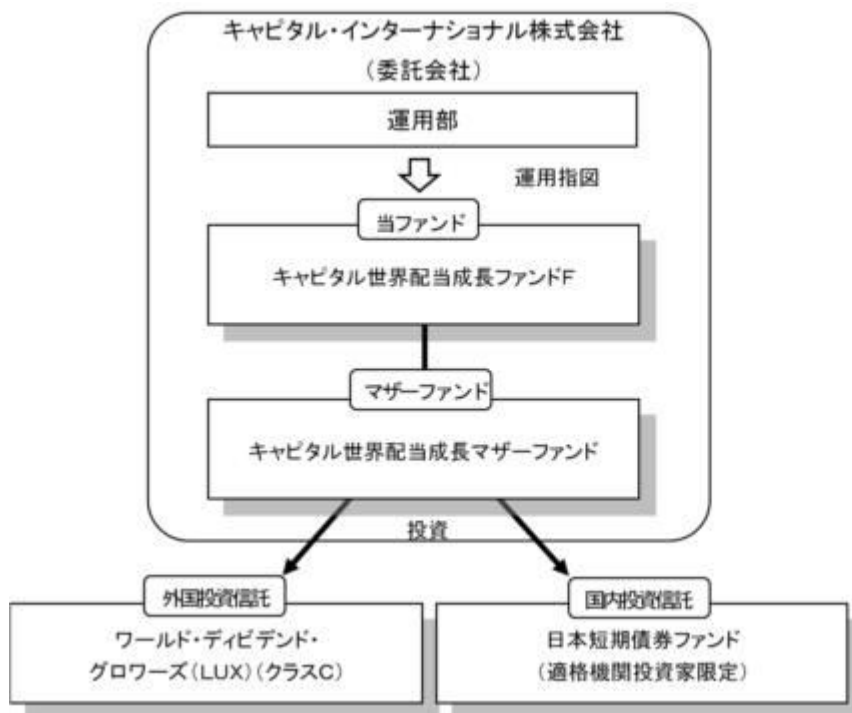 キャピタル・インターナショナル株式会社
（委託会社）
運用部
運用指図
当ファンド
キャピタル世界配当成長ファンドF
マザーファンド
キャピタル世界配当成長マザーファンド
投資
外国投資信託
ワールド・ディビデンド・
グロワーズ（LUX）（クラスC）
国内投資信託
日本短期債券ファンド
（適格機関投資家限定）